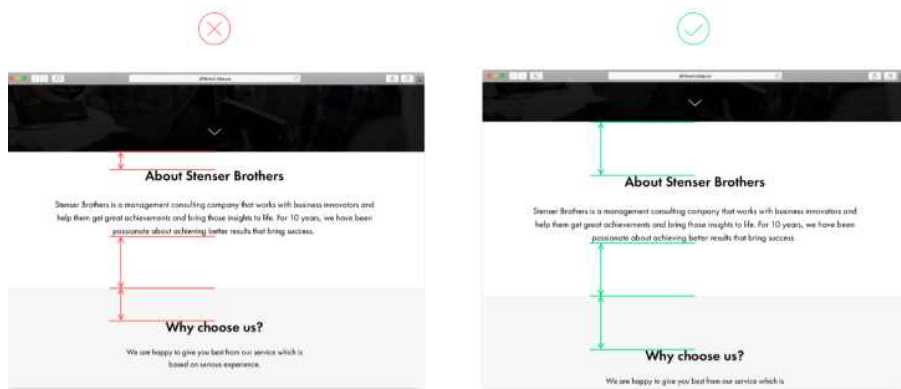 About Stenser Brothers
Stenser Brothers is a management consulting company that works with business innovators and
help them get great achievements and bring those insights to life. For 10 years, we have been
passionate about achieving better results that bring success.
Why choose us?
We are happy to give you best from our service which is
based on serious experience.
About Stenser Brothers
Stenser Brothers is a management consulting company that works with business innovators and
help them get great achievements and bring those insights to life. For 10 years, we have been
passionate about achieving better results that bring success
Why choose us?
We are happy to give you best from our service which is